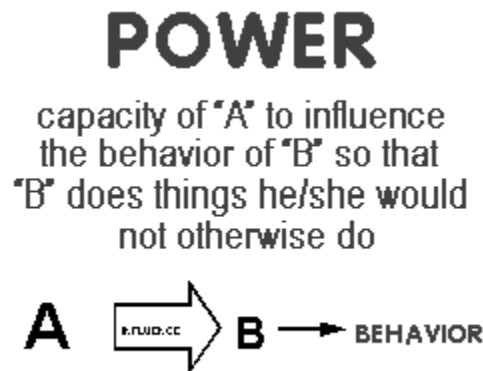 POWER
capacity of "A" to influence
the behavior of "B" so that
"B" does things he/she would
not otherwise do
A INFLUENCE B BEHAVIOR